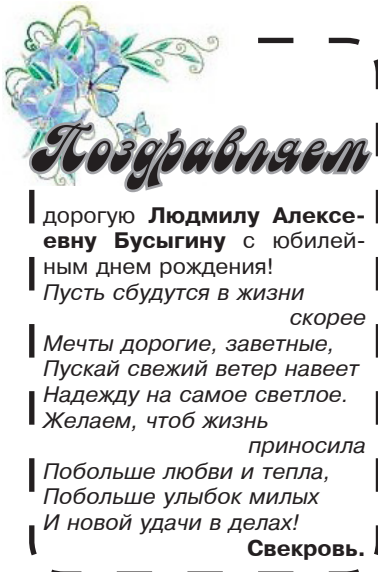 Поздравляем
дорогую Людмилу Алексе-
евну Бусыгину с юбилей-
ным днем рождения!
Пусть сбудутся в жизни
скорее
Мечты дорогие, заветные,
Пускай свежий ветер навеет
Надежду на самое светлое.
Желаем, чтоб жизнь
приносила
Побольше любви и тепла,
Побольше улыбок милых
И новой удачи в делах!
Свекровь.